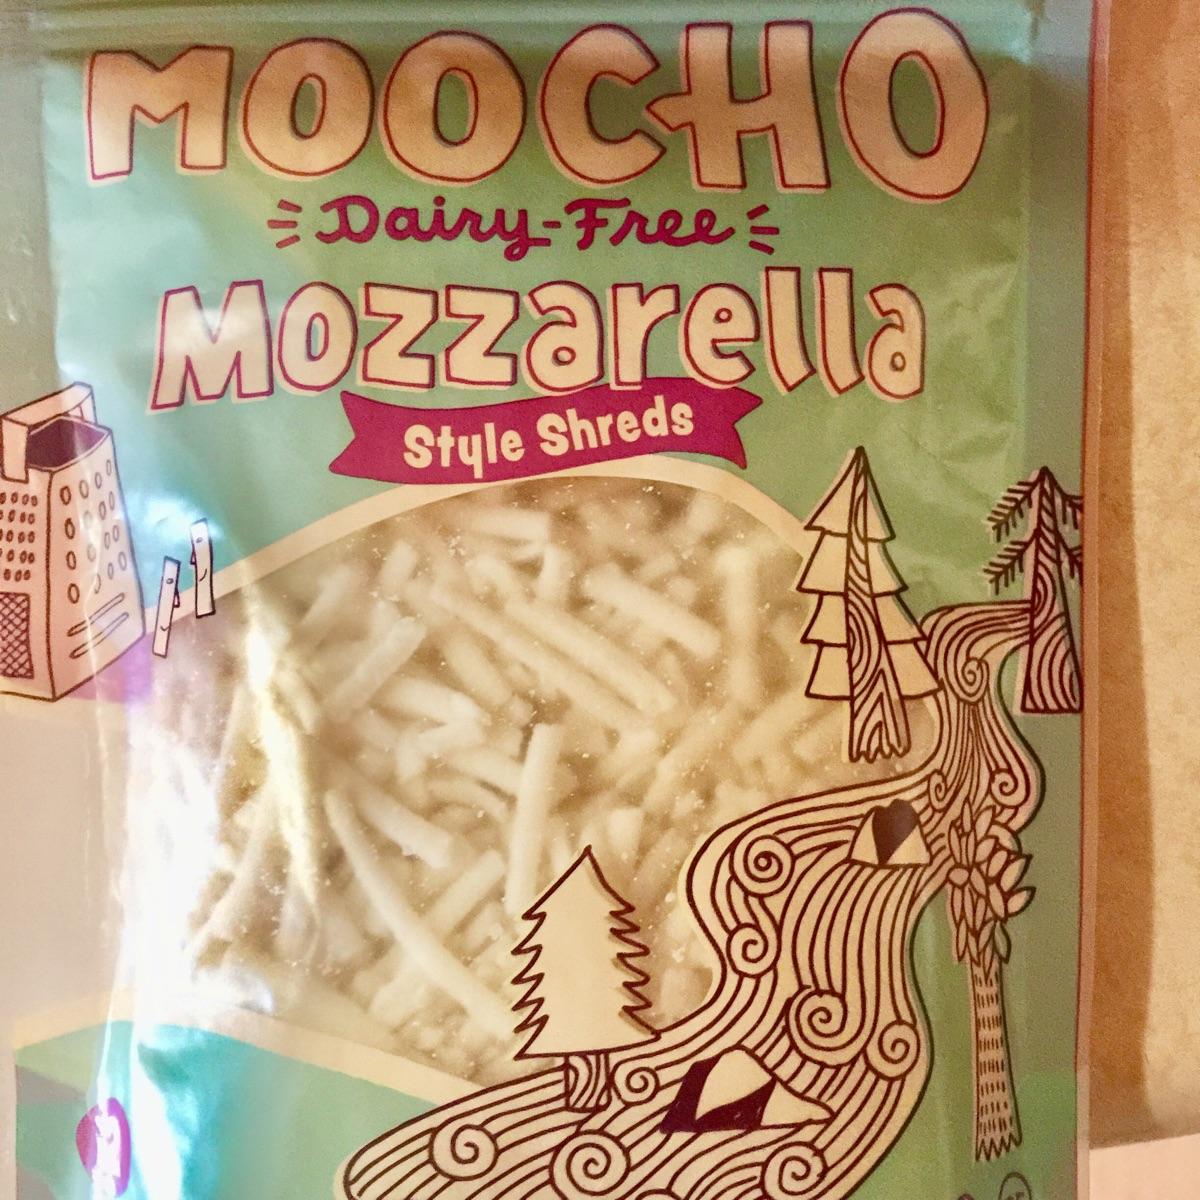 MOOCHO
Dairy-Free
Mozzarella
Style Shreds